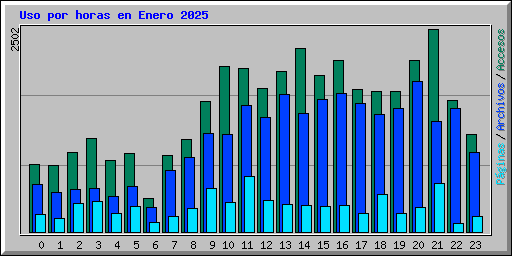 Uso por horas en Enero 2025
2502
Páginas / Archivos / Accesos
0 1 2 3 4 5 6 7 8 9 10 11 12 13 14 15 16 17 18 19 20 21 22 23